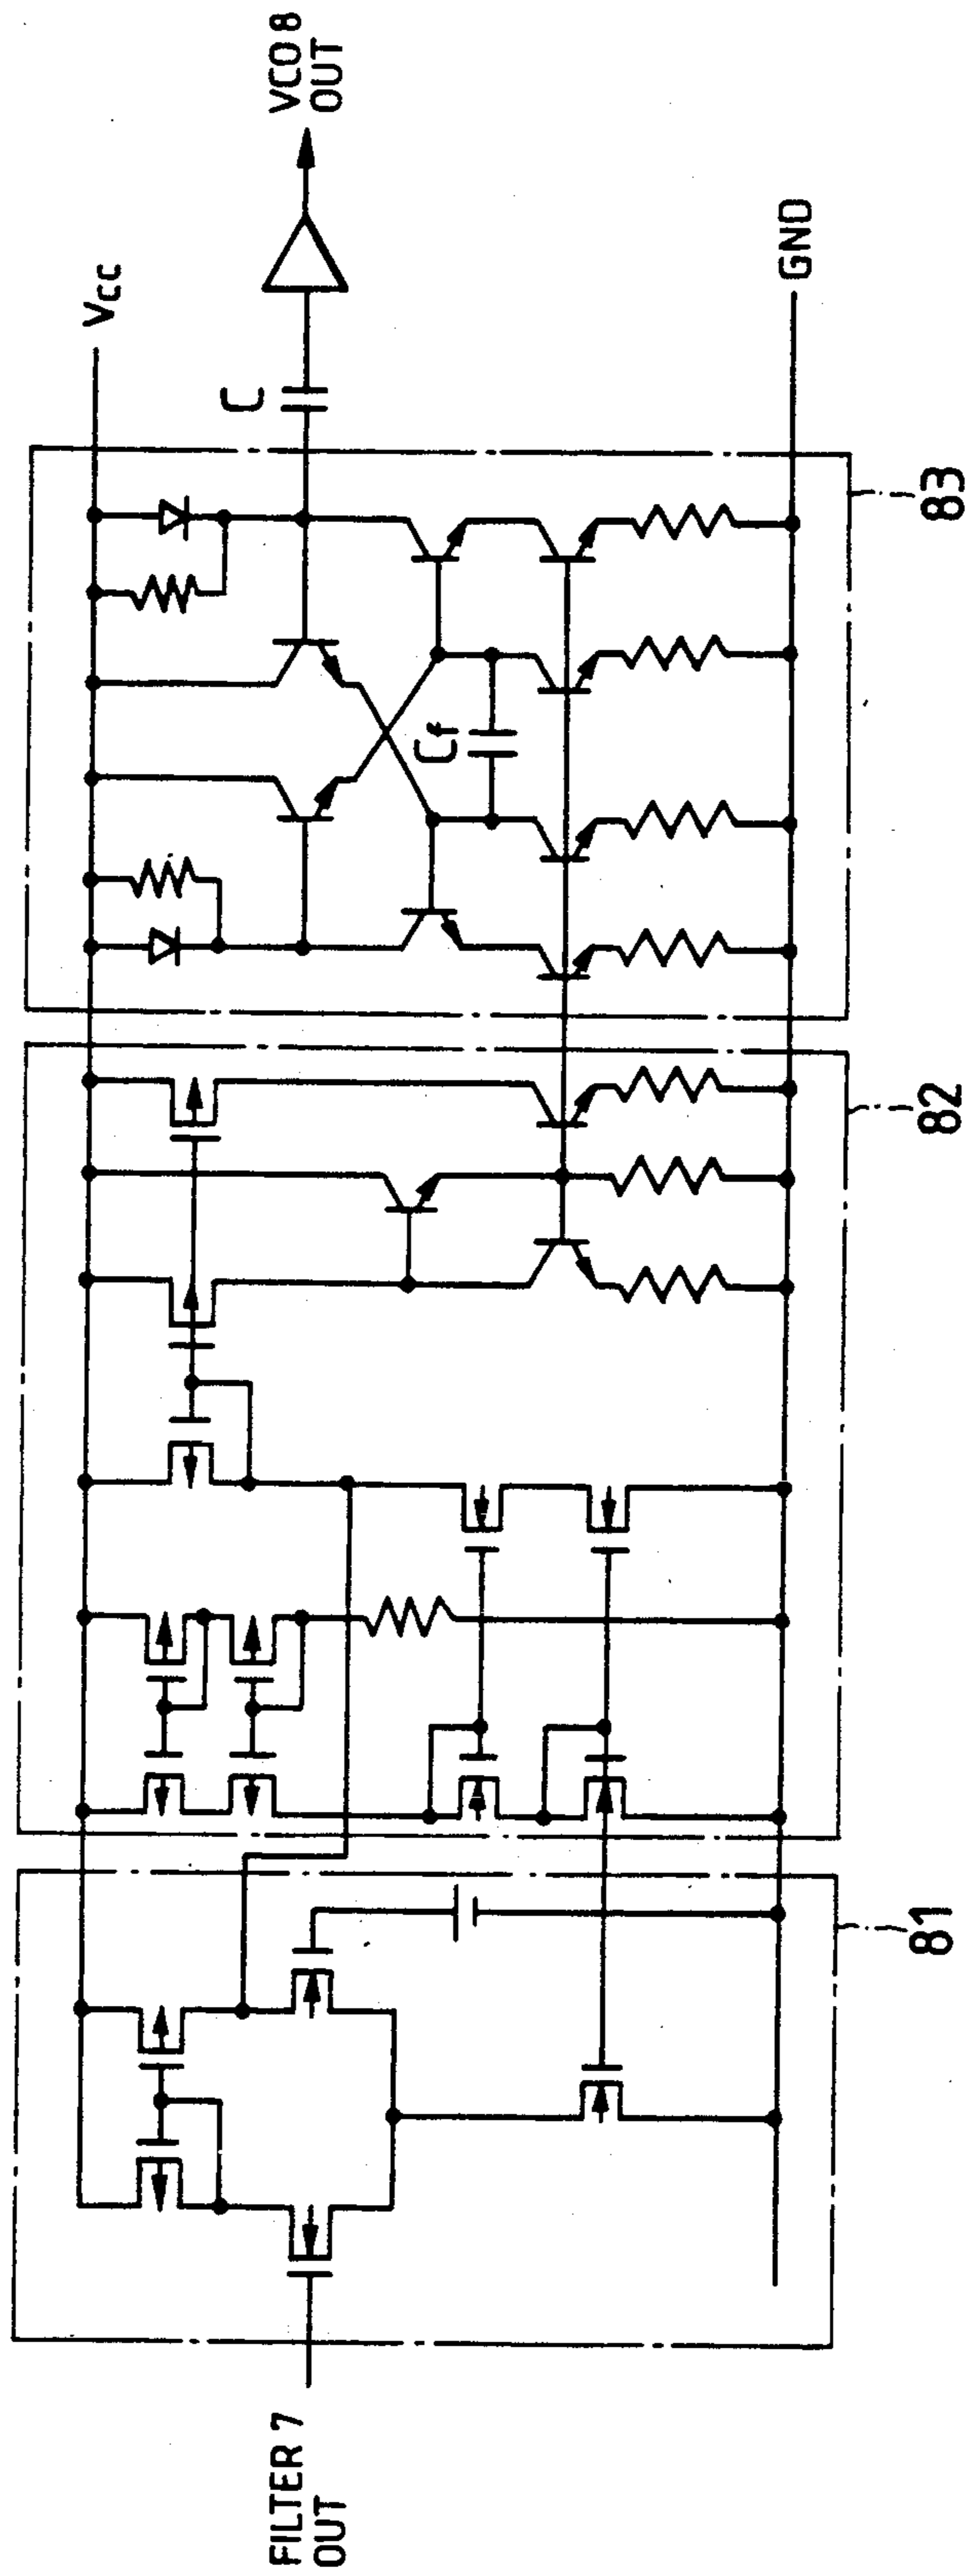 FILTER 7
OUT
81
82
83
Cf
C
VCC
GND
VCO 8
OUT